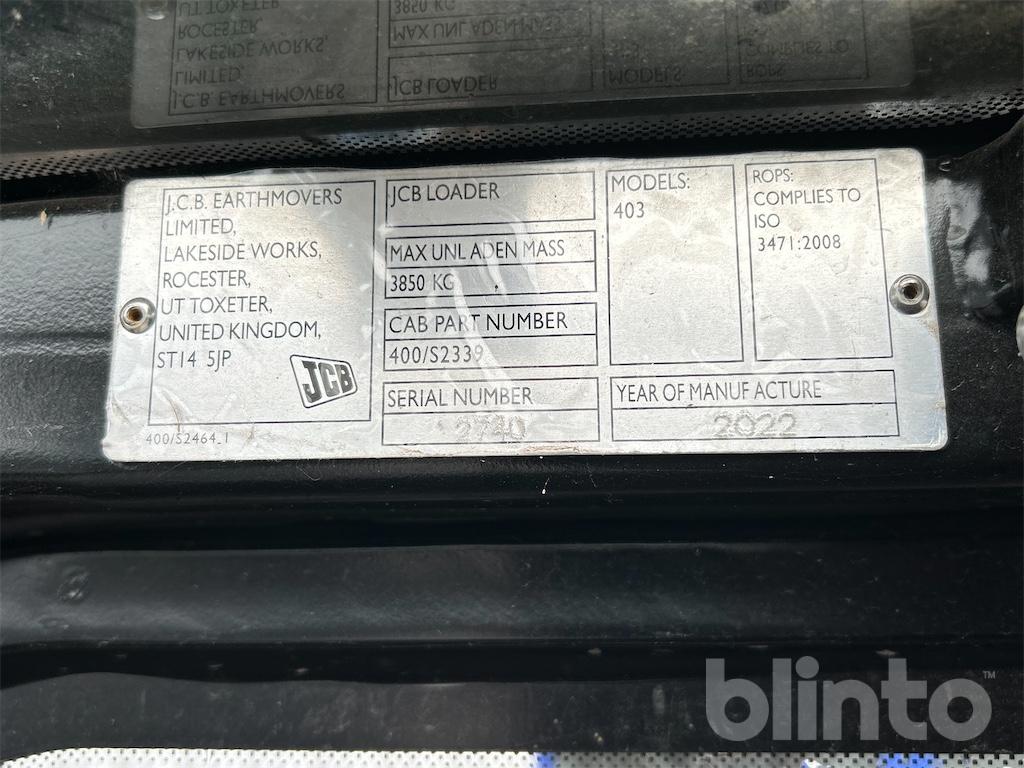 J.C.B. EARTHMOVERS
LIMITED,
LAKESIDE WORKS,
ROCESTER,
UT TOXETER,
UNITED KINGDOM,
ST14 5JP
JCB
400/S2464_1
JCB LOADER
MAX UNL ADEN MASS
3850 KG
CAB PART NUMBER
400/S2339
SERIAL NUMBER
2740
MODELS:
403
ROPS:
COMPLIES TO
ISO
3471:2008
YEAR OF MANUF ACTURE
2022
blinto™